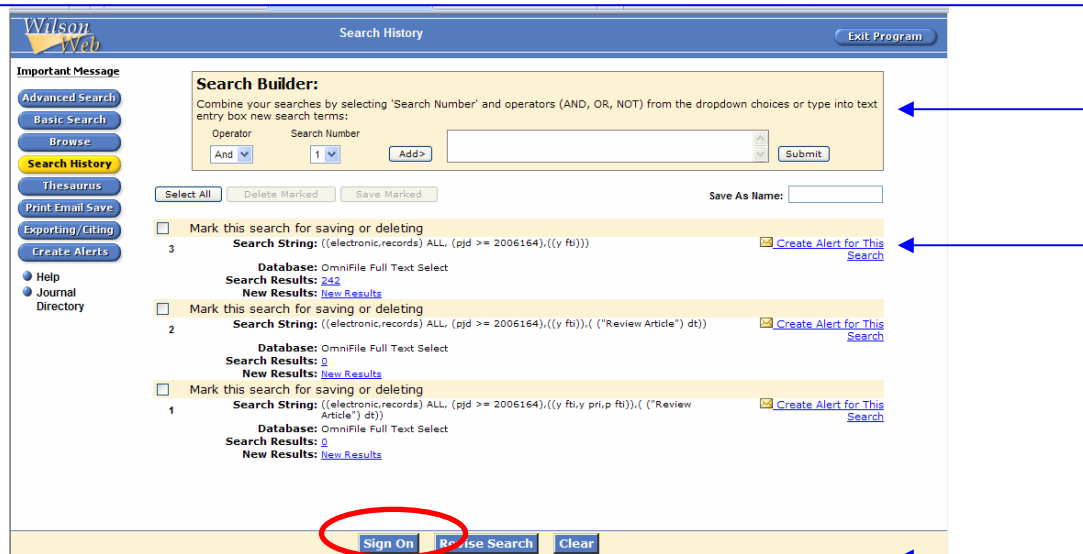 Wilson
Web
Search History
Exit Program
Important Message
Advanced Search
Basic Search
Browse
Search History
Thesaurus
Print Email Save
Exporting/Citing
Create Alerts
Help
Journal
Directory
Search Builder:
Combine your searches by selecting 'Search Number' and operators (AND, OR, NOT) from the dropdown choices or type into text
entry box new search terms:
Operator Search Number
And 1 Add> Submit
Select All Delete Marked Save Marked Save As Name:
Mark this search for saving or deleting
3 Search String: ((electronic,records) ALL, (pjd >= 2006164),((y fti))) Create Alert for This
Search
Database: OmniFile Full Text Select
Search Results: 242
New Results: New Results
Mark this search for saving or deleting
2 Search String: ((electronic,records) ALL, (pjd >= 2006164),((y fti)),( ("Review Article") dt)) Create Alert for This
Search
Database: OmniFile Full Text Select
Search Results: 0
New Results: New Results
Mark this search for saving or deleting
1 Search String: ((electronic,records) ALL, (pjd >= 2006164),((y fti,y pri,p fti)),( ("Review Create Alert for This
Article") dt)) Search
Database: OmniFile Full Text Select
Search Results: 0
New Results: New Results
Sign On Revise Search Clear